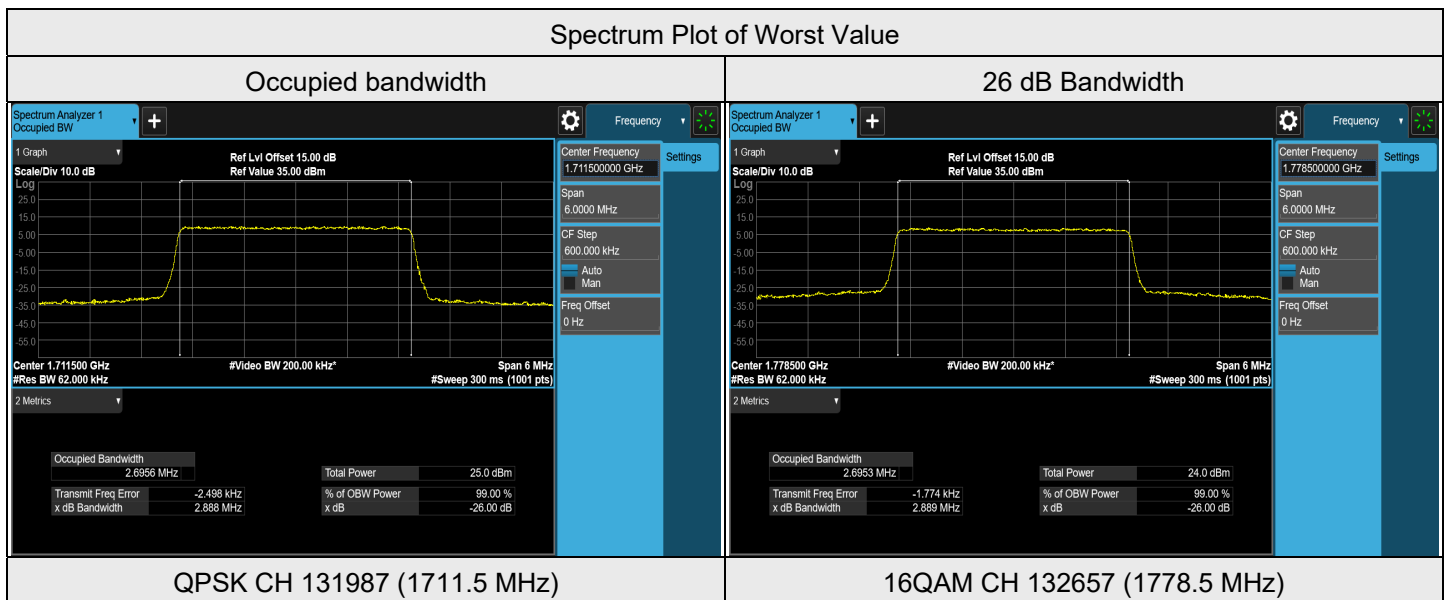 Spectrum Plot of Worst Value
Occupied bandwidth
26 dB Bandwidth
Spectrum Analyzer 1
Occupied BW
+
Frequency
1 Graph
Ref Lvl Offset 15.00 dB
Scale/Div 10.0 dB
Ref Value 35.00 dBm
Log
25.0
15.0
5.00
-5.00
-15.0
-25.0
-35.0
-45.0
-55.0
Center 1.711500 GHz
#Video BW 200.00 kHz*
Span 6 MHz
#Res BW 62.000 kHz
#Sweep 300 ms (1001 pts)
Center Frequency
1.711500000 GHz
Settings
Span
6.0000 MHz
CF Step
600.000 kHz
Auto
Man
Freq Offset
0 Hz
2 Metrics
Occupied Bandwidth
2.6956 MHz
Total Power 25.0 dBm
Transmit Freq Error -2.498 kHz
% of OBW Power 99.00 %
x dB Bandwidth 2.888 MHz
x dB -26.00 dB
Spectrum Analyzer 1
Occupied BW
+
Frequency
1 Graph
Ref Lvl Offset 15.00 dB
Scale/Div 10.0 dB
Ref Value 35.00 dBm
Log
25.0
15.0
5.00
-5.00
-15.0
-25.0
-35.0
-45.0
-55.0
Center 1.778500 GHz
#Video BW 200.00 kHz*
Span 6 MHz
#Res BW 62.000 kHz
#Sweep 300 ms (1001 pts)
Center Frequency
1.778500000 GHz
Settings
Span
6.0000 MHz
CF Step
600.000 kHz
Auto
Man
Freq Offset
0 Hz
2 Metrics
Occupied Bandwidth
2.6953 MHz
Total Power 24.0 dBm
Transmit Freq Error -1.774 kHz
% of OBW Power 99.00 %
x dB Bandwidth 2.889 MHz
x dB -26.00 dB
QPSK CH 131987 (1711.5 MHz)
16QAM CH 132657 (1778.5 MHz)